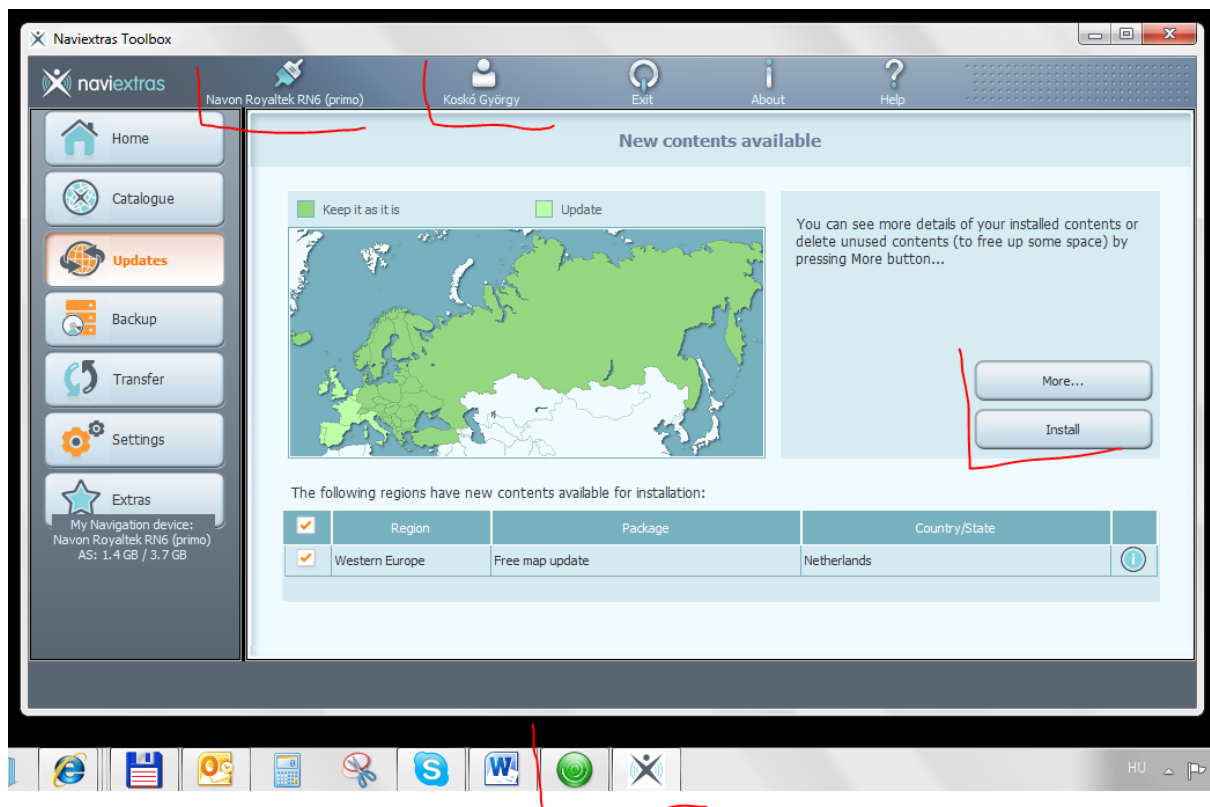 Naviextras Toolbox
naviextras
Navon Royaltek RN6 (primo)
Koskó György
Exit
About
Help
Home
Catalogue
Updates
Backup
Transfer
Settings
Extras
My Navigation device:
Navon Royaltek RN6 (primo)
AS: 1.4 GB / 3.7 GB
New contents available
Keep it as it is
Update
You can see more details of your installed contents or
delete unused contents (to free up some space) by
pressing More button...
More...
Install
The following regions have new contents available for installation:
Region Package Country/State
Western Europe Free map update Netherlands
HU